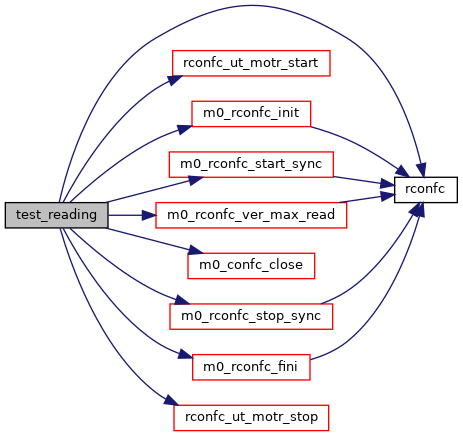 rconfc_ut_motr_start
m0_rconfc_init
m0_rconfc_start_sync
rconfc
test_reading
m0_rconfc_ver_max_read
m0_confc_close
m0_rconfc_stop_sync
m0_rconfc_fini
rconfc_ut_motr_stop